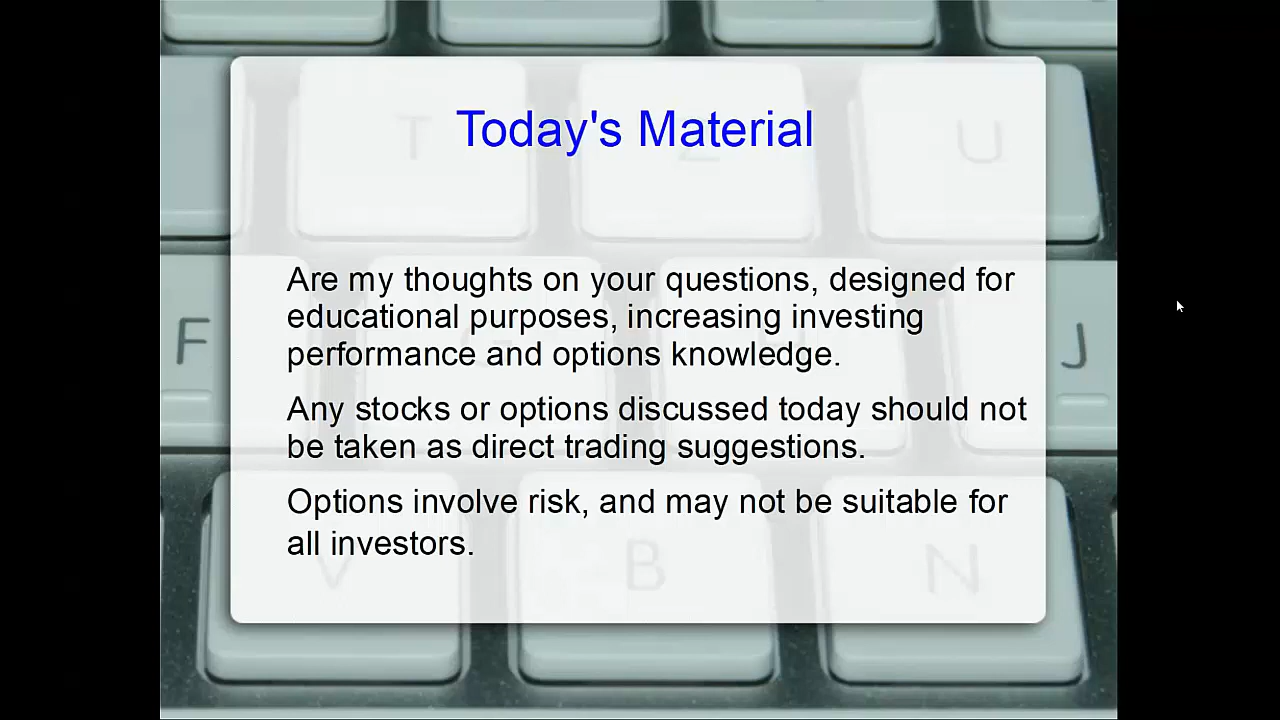 Today's Material
Are my thoughts on your questions, designed for
educational purposes, increasing investing
performance and options knowledge.
Any stocks or options discussed today should not
be taken as direct trading suggestions.
Options involve risk, and may not be suitable for
all investors.
T Z U
F G H J
V B N